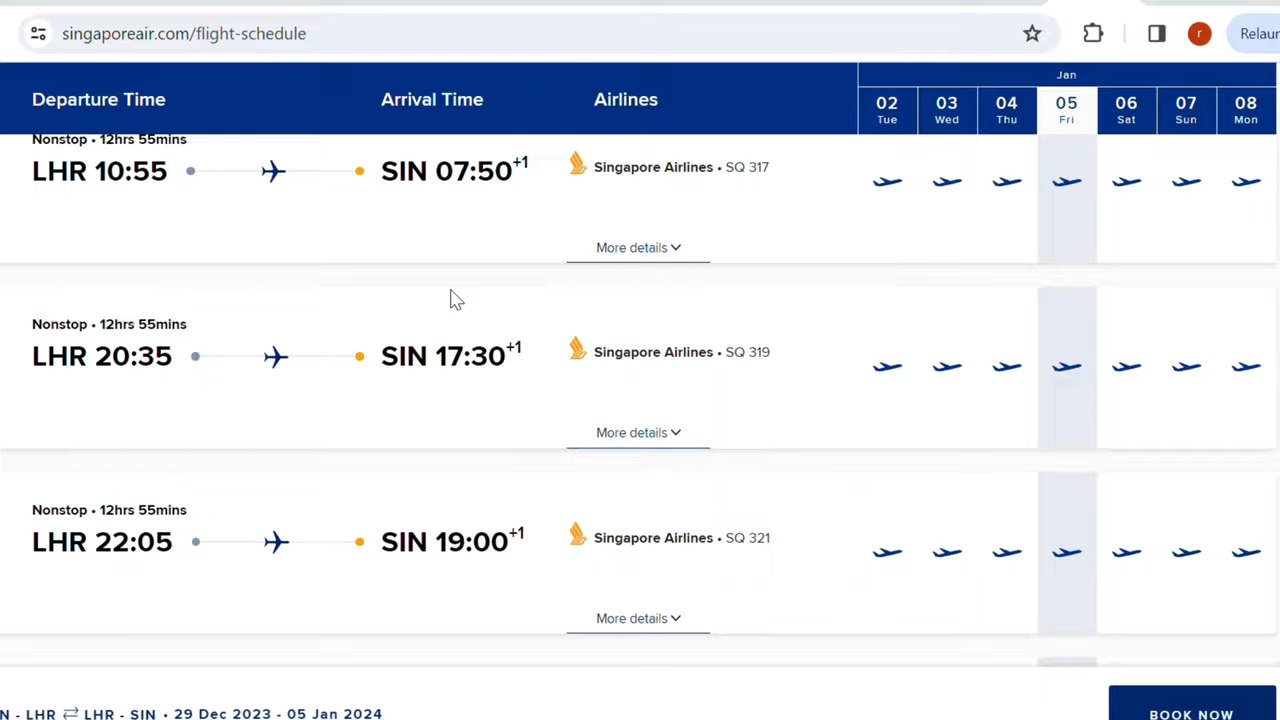 singaporeair.com/flight-schedule
r
Relaun
Departure Time
Arrival Time
Airlines
Jan
02 03 04 05 06 07 08
Tue Wed Thu Fri Sat Sun Mon
Nonstop • 12hrs 55mins
LHR 10:55
SIN 07:50+1
Singapore Airlines • SQ 317
More details
Nonstop • 12hrs 55mins
LHR 20:35
SIN 17:30+1
Singapore Airlines • SQ 319
More details
Nonstop • 12hrs 55mins
LHR 22:05
SIN 19:00+1
Singapore Airlines • SQ 321
More details
N - LHR ⇄ LHR - SIN • 29 Dec 2023 - 05 Jan 2024
BOOK NOW